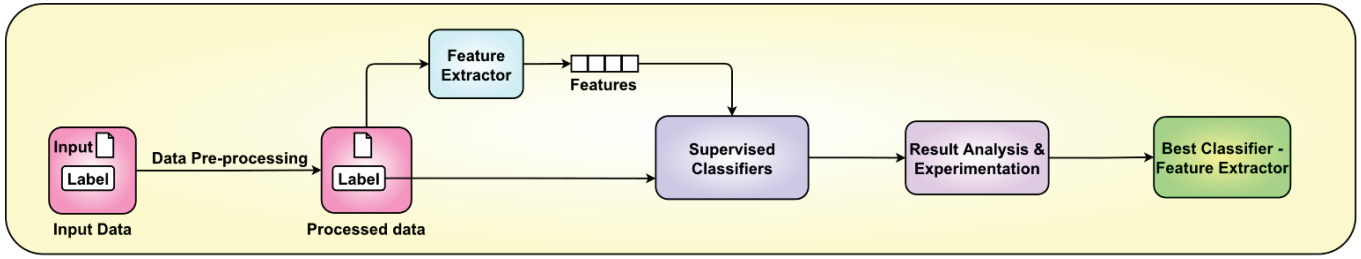 Feature
Extractor
Features
Input
Label
Input Data
Data Pre-processing
Label
Processed data
Supervised
Classifiers
Result Analysis &
Experimentation
Best Classifier -
Feature Extractor